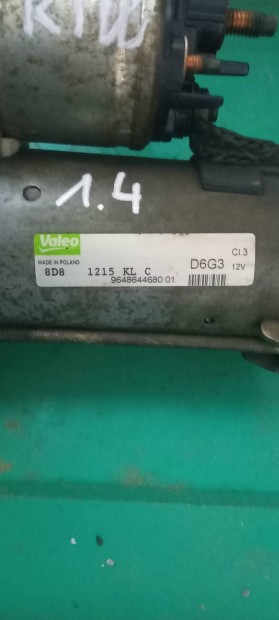 1.4
Valeo
MADE IN POLAND
8D8 1215 KL C
D6G3
CI 3
12V
9648644680 01